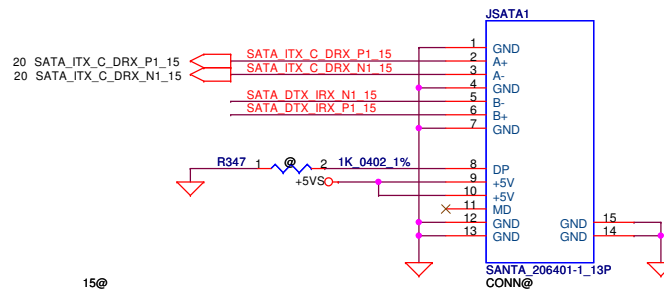 JSATA1
1 GND
20 SATA_ITX_C_DRX_P1_15 SATA_ITX_C_DRX_P1_15 2 A+
20 SATA_ITX_C_DRX_N1_15 SATA_ITX_C_DRX_N1_15 3 A-
4 GND
SATA_DTX_IRX_N1_15 5 B-
SATA_DTX_IRX_P1_15 6 B+
7 GND
R347 1 @ 2 1K_0402_1% 8 DP
+5VS 9 +5V
10 +5V
11 MD
12 GND GND 15
13 GND GND 14
SANTA_206401-1_13P
15@ CONN@